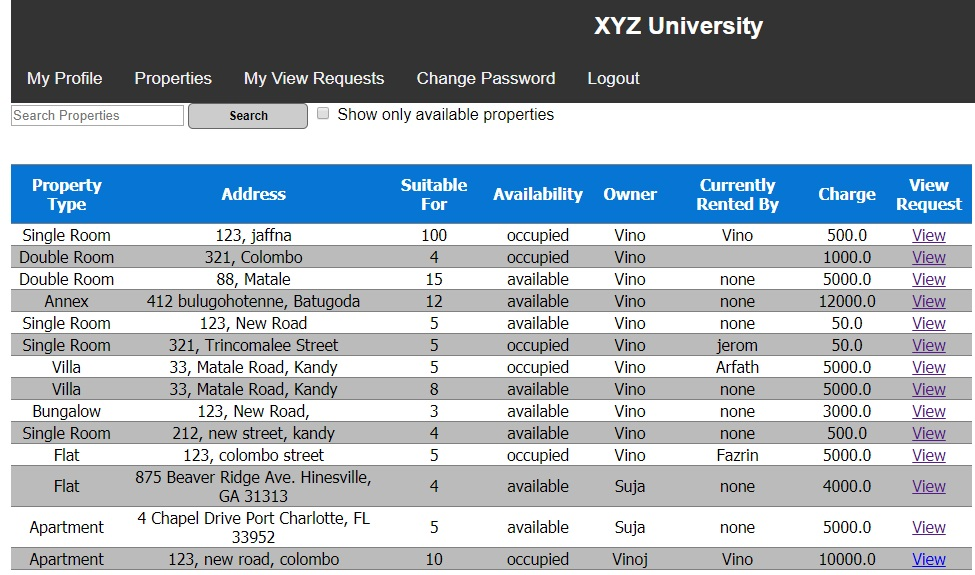 XYZ University
My Profile Properties My View Requests Change Password Logout
Search Properties Search Show only available properties
Property Type Address Suitable For Availability Owner Currently Rented By Charge View Request
Single Room 123, jaffna 100 occupied Vino Vino 500.0 View
Double Room 321, Colombo 4 occupied Vino 1000.0 View
Double Room 88, Matale 15 available Vino none 5000.0 View
Annex 412 bulugohotenne, Batugoda 12 available Vino none 12000.0 View
Single Room 123, New Road 5 available Vino none 50.0 View
Single Room 321, Trincomalee Street 5 occupied Vino jerom 50.0 View
Villa 33, Matale Road, Kandy 5 occupied Vino Arfath 5000.0 View
Villa 33, Matale Road, Kandy 8 available Vino none 5000.0 View
Bungalow 123, New Road, 3 available Vino none 3000.0 View
Single Room 212, new street, kandy 4 available Vino none 500.0 View
Flat 123, colombo street 5 occupied Vino Fazrin 5000.0 View
Flat 875 Beaver Ridge Ave. Hinesville, GA 31313 4 available Suja none 4000.0 View
Apartment 4 Chapel Drive Port Charlotte, FL 33952 5 available Suja none 5000.0 View
Apartment 123, new road, colombo 10 occupied Vinoj Vino 10000.0 View